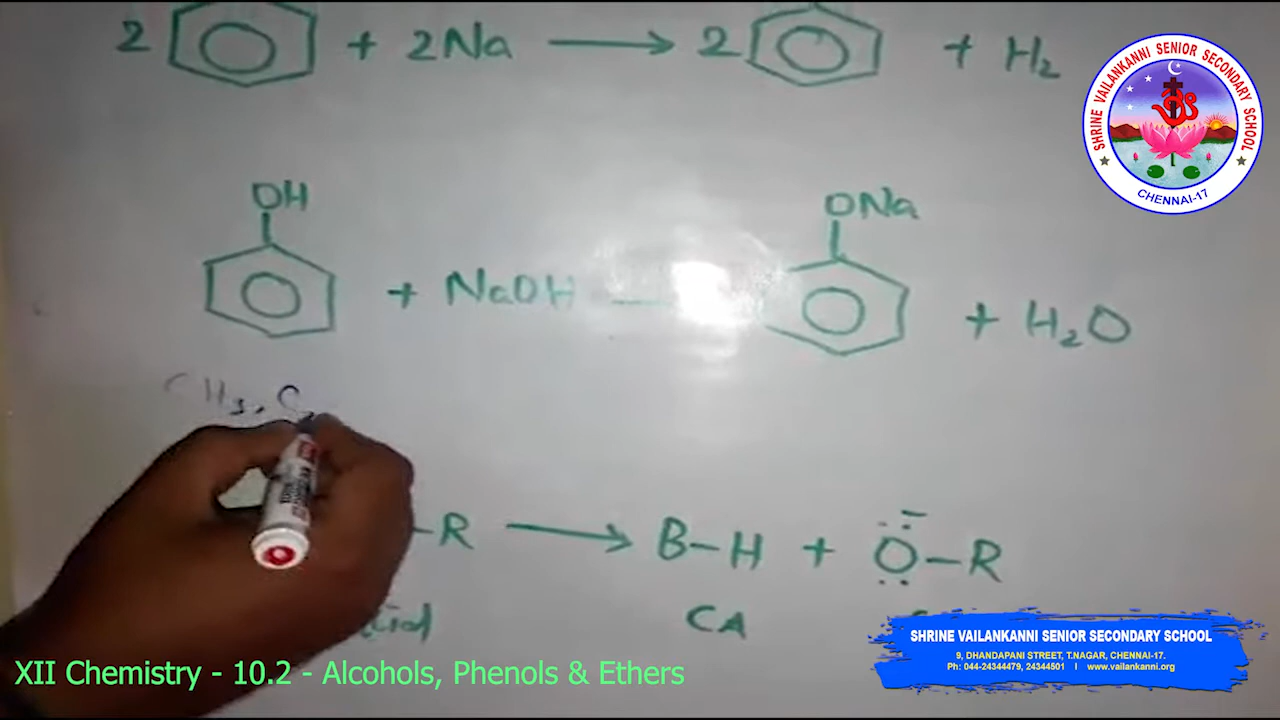 2 + 2Na → 2 + H₂
OH
ONa
+ NaOH + H₂O
CH₃, C
-R → B-H + Ö⁻-R
CA
SHRINE VAILANKANNI SENIOR SECONDARY SCHOOL
CHENNAI-17
SHRINE VAILANKANNI SENIOR SECONDARY SCHOOL
9, DHANDAPANI STREET, T.NAGAR, CHENNAI-17.
Ph: 044-24344479, 24344501 I www.vailankanni.org
XII Chemistry - 10.2 - Alcohols, Phenols & Ethers